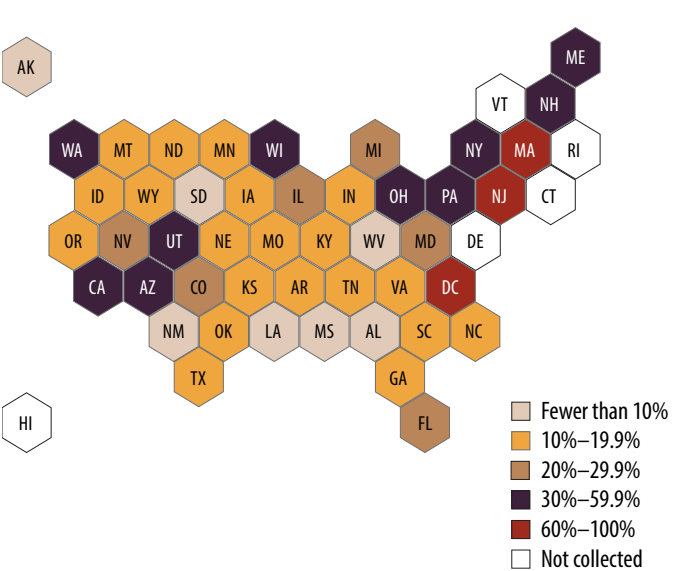 ME
AK
VT NH
WA MT ND MN WI MI NY MA RI
ID WY SD IA IL IN OH PA NJ CT
OR NV UT NE MO KY WV MD DE
CA AZ CO KS AR TN VA DC
NM OK LA MS AL SC NC
TX GA
HI FL
Fewer than 10%
10%–19.9%
20%–29.9%
30%–59.9%
60%–100%
Not collected